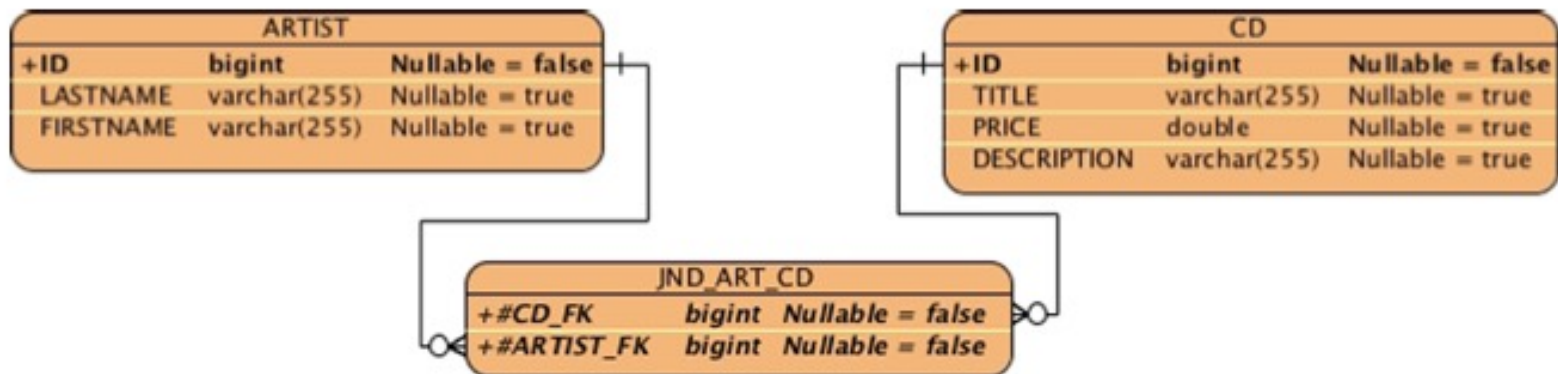 ARTIST
+ID bigint Nullable = false
LASTNAME varchar(255) Nullable = true
FIRSTNAME varchar(255) Nullable = true
CD
+ID bigint Nullable = false
TITLE varchar(255) Nullable = true
PRICE double Nullable = true
DESCRIPTION varchar(255) Nullable = true
JND_ART_CD
+#CD_FK bigint Nullable = false
+#ARTIST_FK bigint Nullable = false